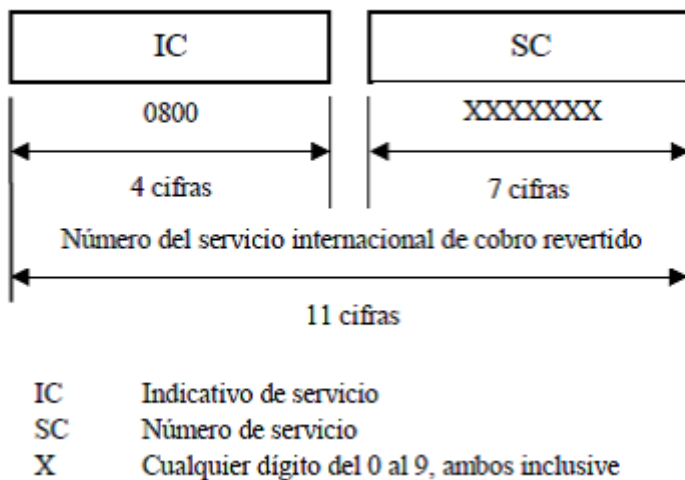 IC SC
0800 XXXXXXX
4 cifras 7 cifras
Número del servicio internacional de cobro revertido
11 cifras
IC Indicativo de servicio
SC Número de servicio
X Cualquier dígito del 0 al 9, ambos inclusive